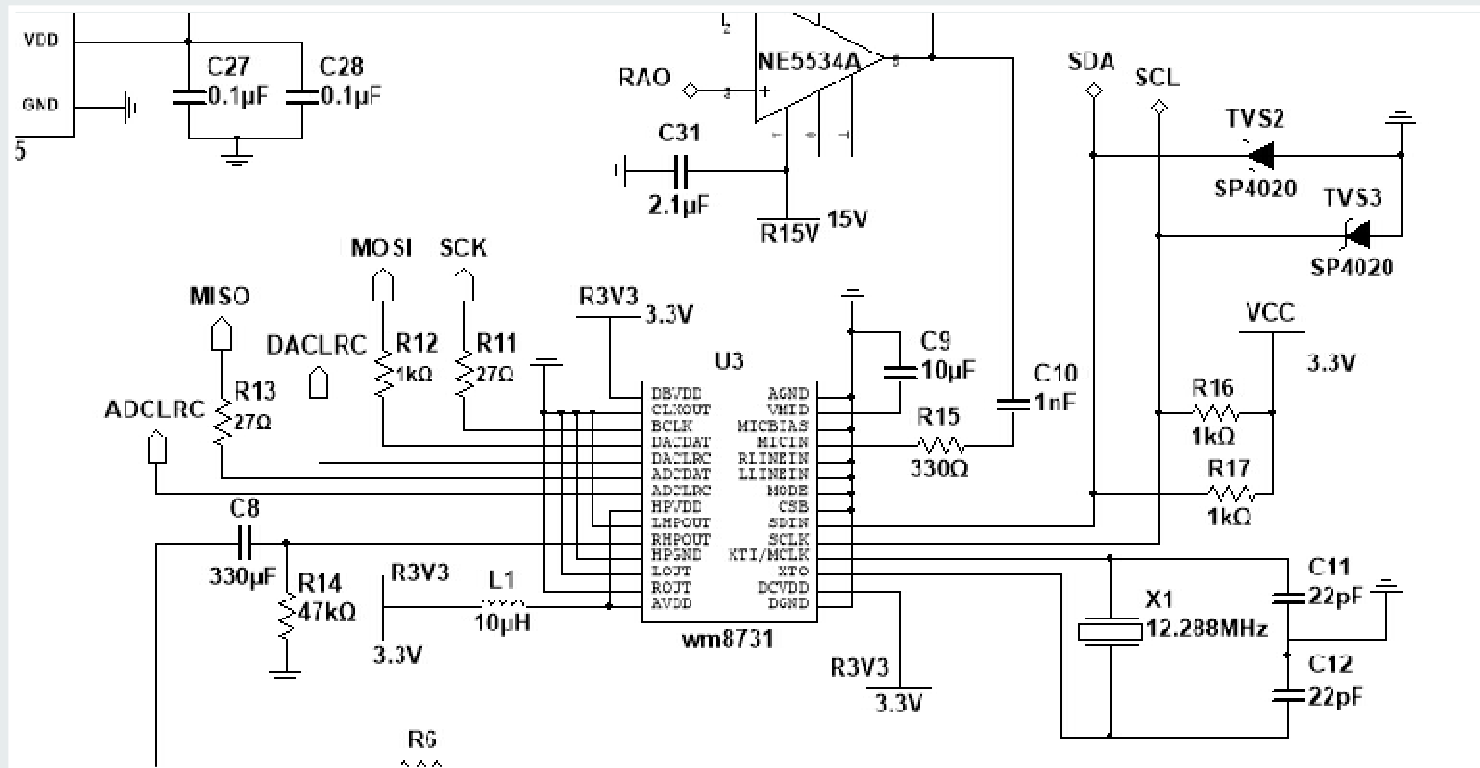 VDD
GND
5
C27
0.1µF
C28
0.1µF
2
NE5534A
RAO
3
+
C31
2.1µF
R15V
15V
SDA
SCL
TVS2
SP4020
TVS3
SP4020
MOSI
SCK
MISO
DACLRC
R12
1kΩ
R11
27Ω
R13
27Ω
ADCLRC
R3V3
3.3V
U3
DBVDD
CLKOUT
BCLK
DACDAT
DACLRC
ADCDAT
ADCLRC
HPVDD
LHPOUT
RHPOUT
HPGND
LOUT
ROUT
AVDD
AGND
VMID
MICBIAS
MICIN
RLINEIN
LLINEIN
MODE
CSB
SDIN
SCLK
XTI/MCLK
XTO
DCVDD
DGND
wm8731
C9
10µF
C10
1nF
R15
330Ω
VCC
3.3V
R16
1kΩ
R17
1kΩ
C8
330µF
R14
47kΩ
R3V3
3.3V
L1
10µH
R3V3
3.3V
X1
12.288MHz
C11
22pF
C12
22pF
R6